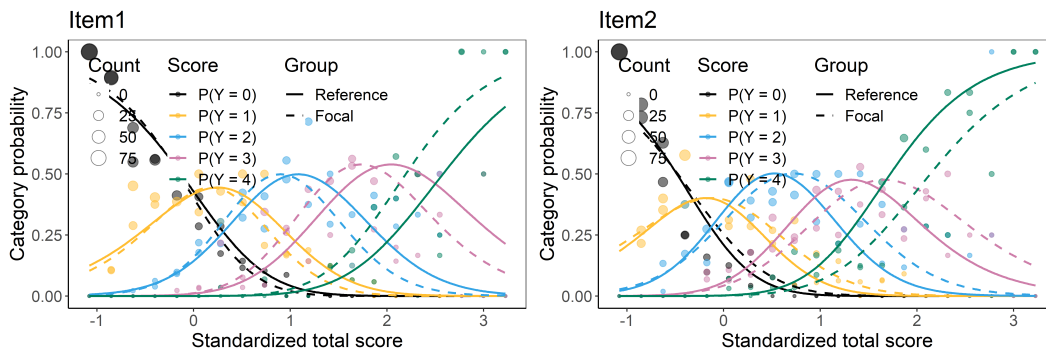 Item1
Category probability
1.00
0.75
0.50
0.25
0.00
Count
0
25
50
75
Score
P(Y = 0)
P(Y = 1)
P(Y = 2)
P(Y = 3)
P(Y = 4)
Group
Reference
Focal
-1
0
1
2
3
Standardized total score
Item2
Category probability
1.00
0.75
0.50
0.25
0.00
Count
0
25
50
75
Score
P(Y = 0)
P(Y = 1)
P(Y = 2)
P(Y = 3)
P(Y = 4)
Group
Reference
Focal
-1
0
1
2
3
Standardized total score